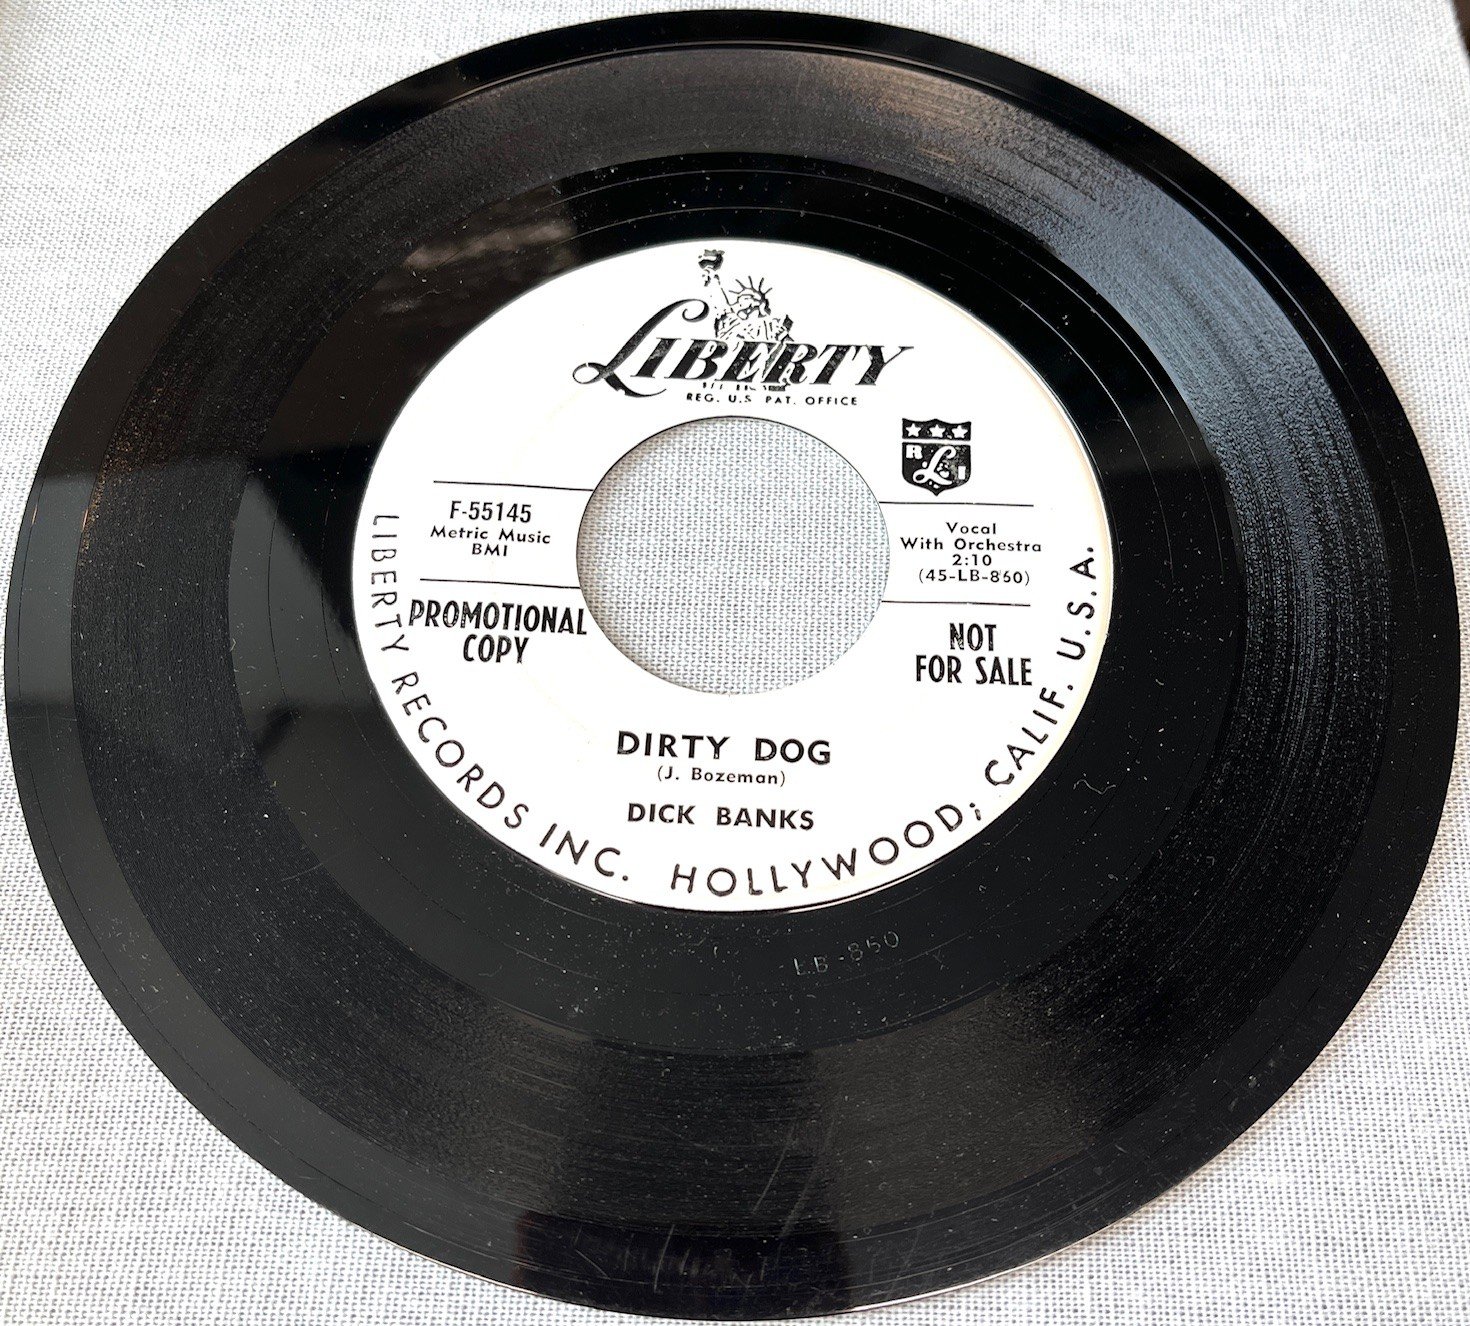 LIBERTY
REG. U.S. PAT. OFFICE
R L I
F-55145
Metric Music
BMI
Vocal
With Orchestra
2:10
(45-LB-860)
PROMOTIONAL
COPY
NOT
FOR SALE
DIRTY DOG
(J. Bozeman)
DICK BANKS
LIBERTY RECORDS INC. HOLLYWOOD, CALIF. U.S.A.
LB-860